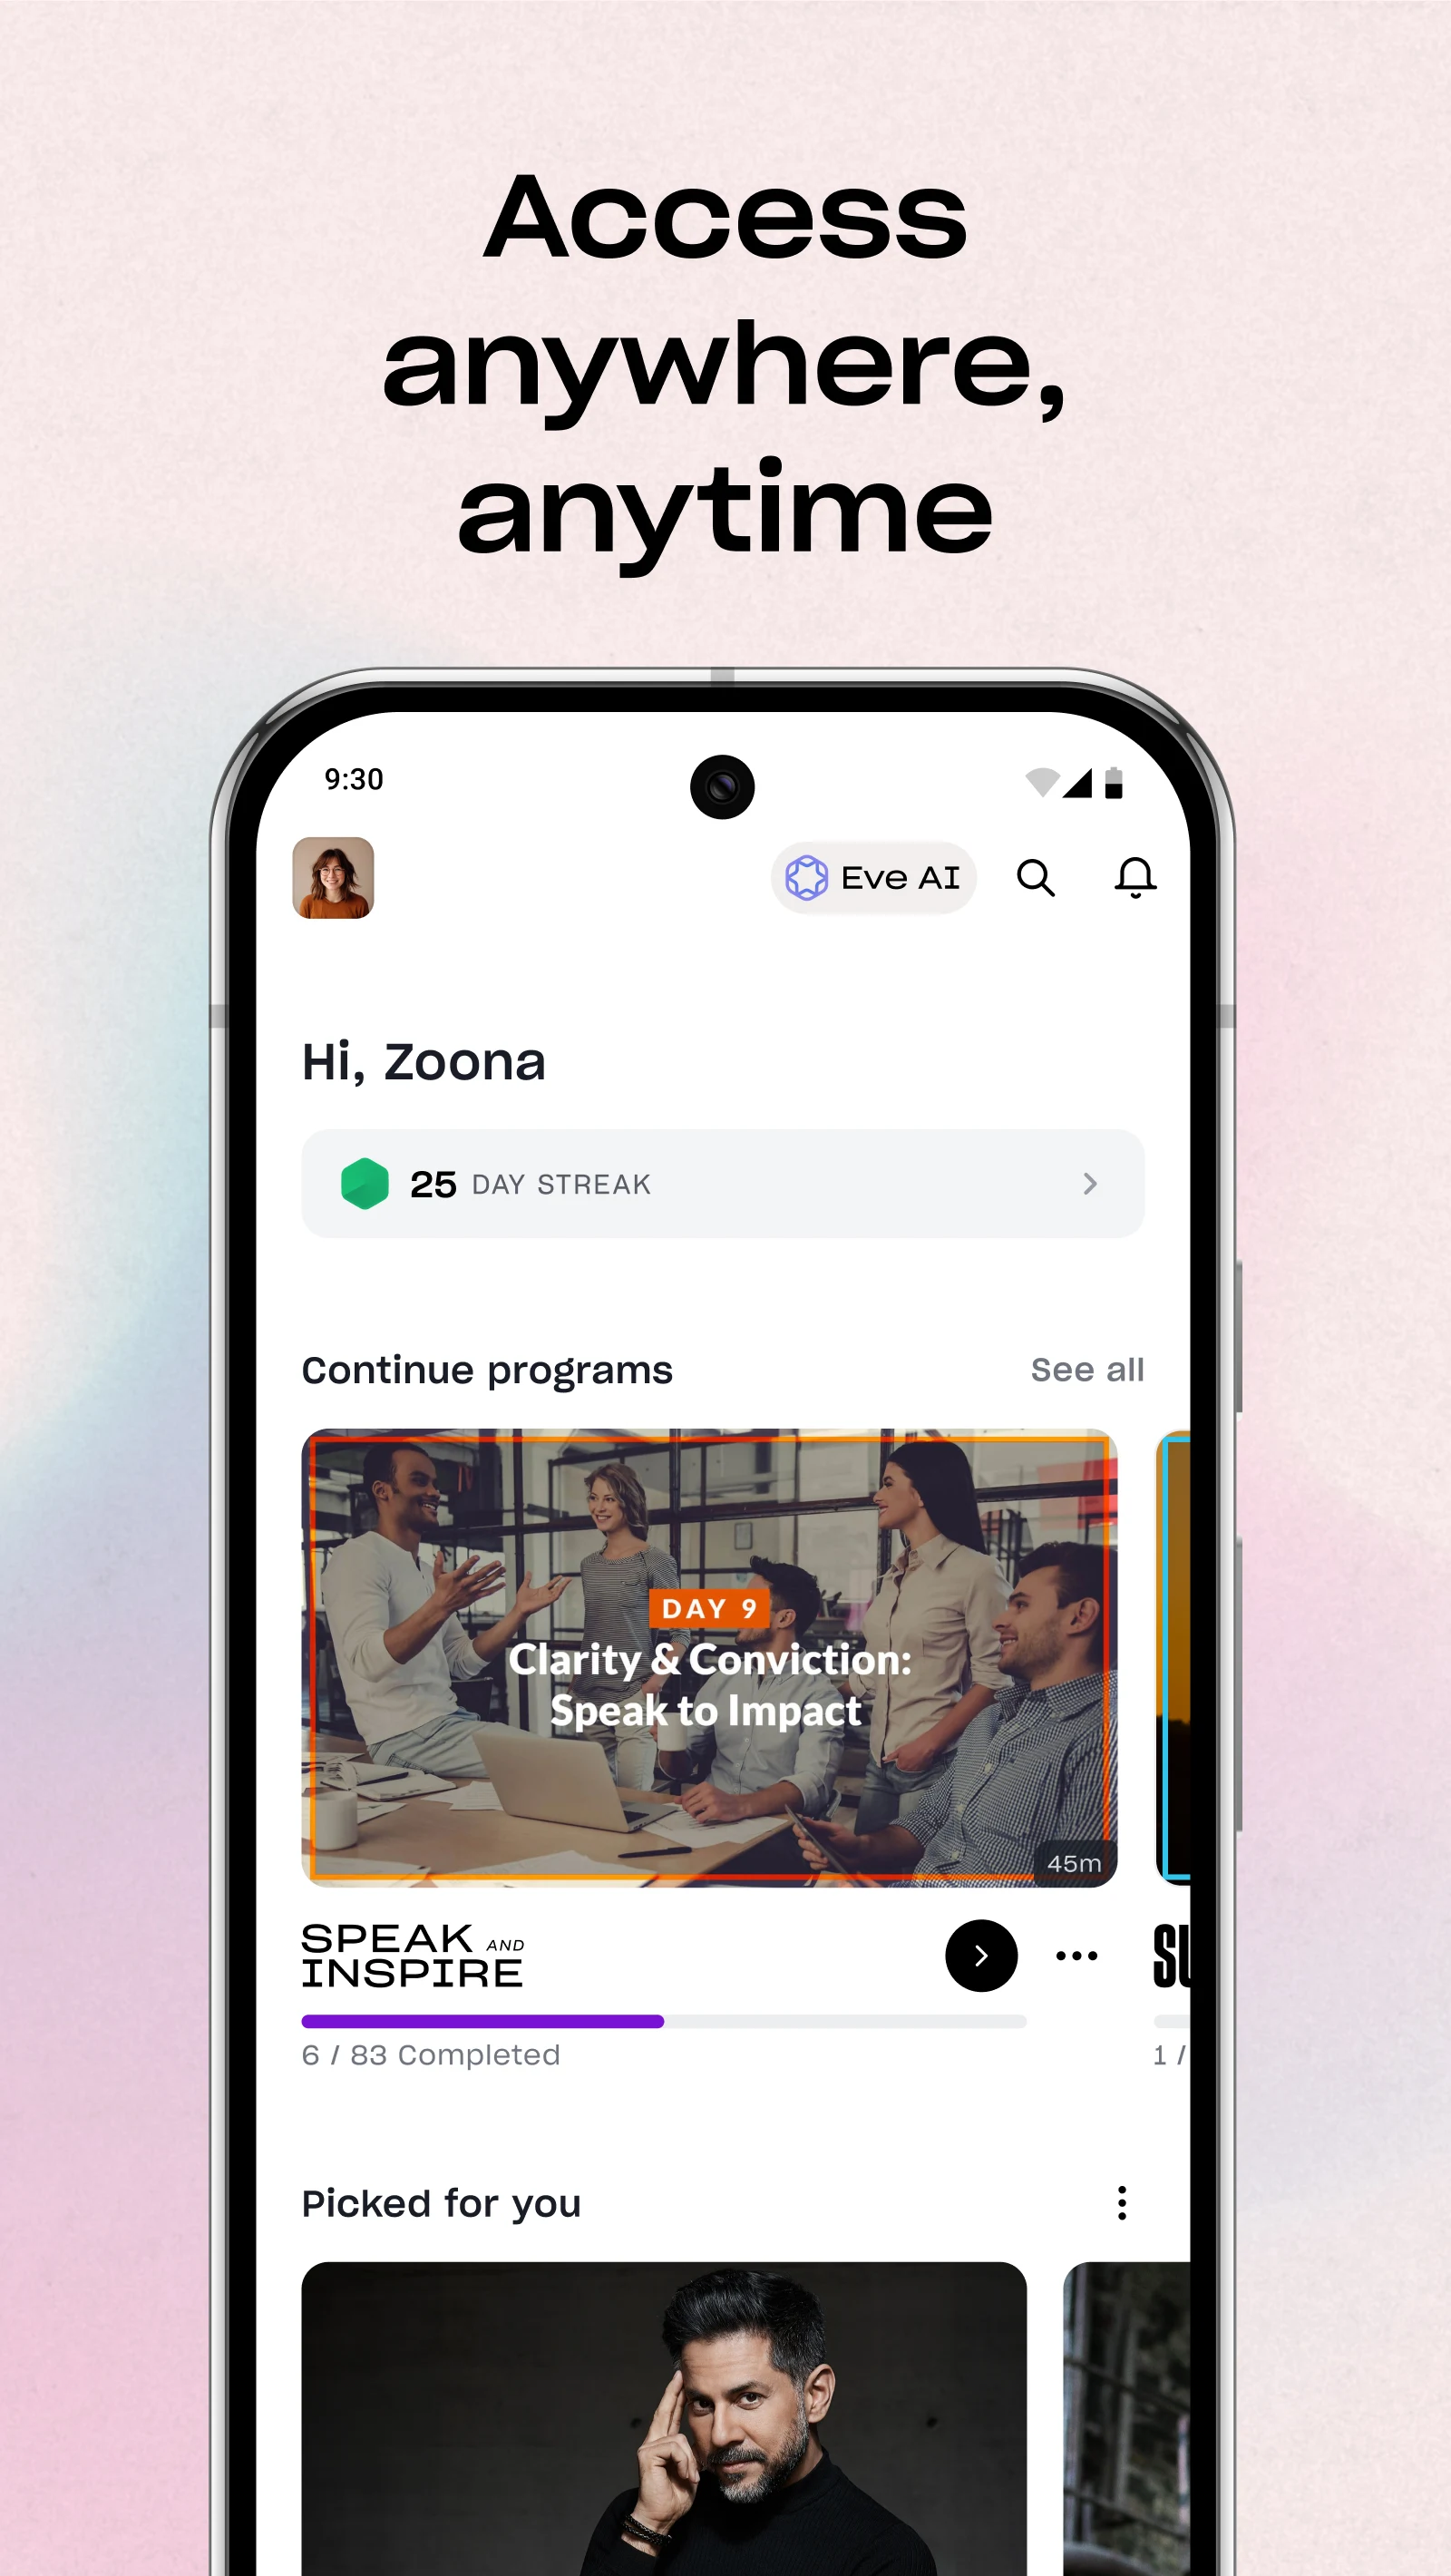 Access
anywhere,
anytime
9:30
Eve AI
Hi, Zoona
25 DAY STREAK
Continue programs
See all
DAY 9
Clarity & Conviction:
Speak to Impact
45m
SPEAK AND
INSPIRE
6 / 83 Completed
1 /
Picked for you